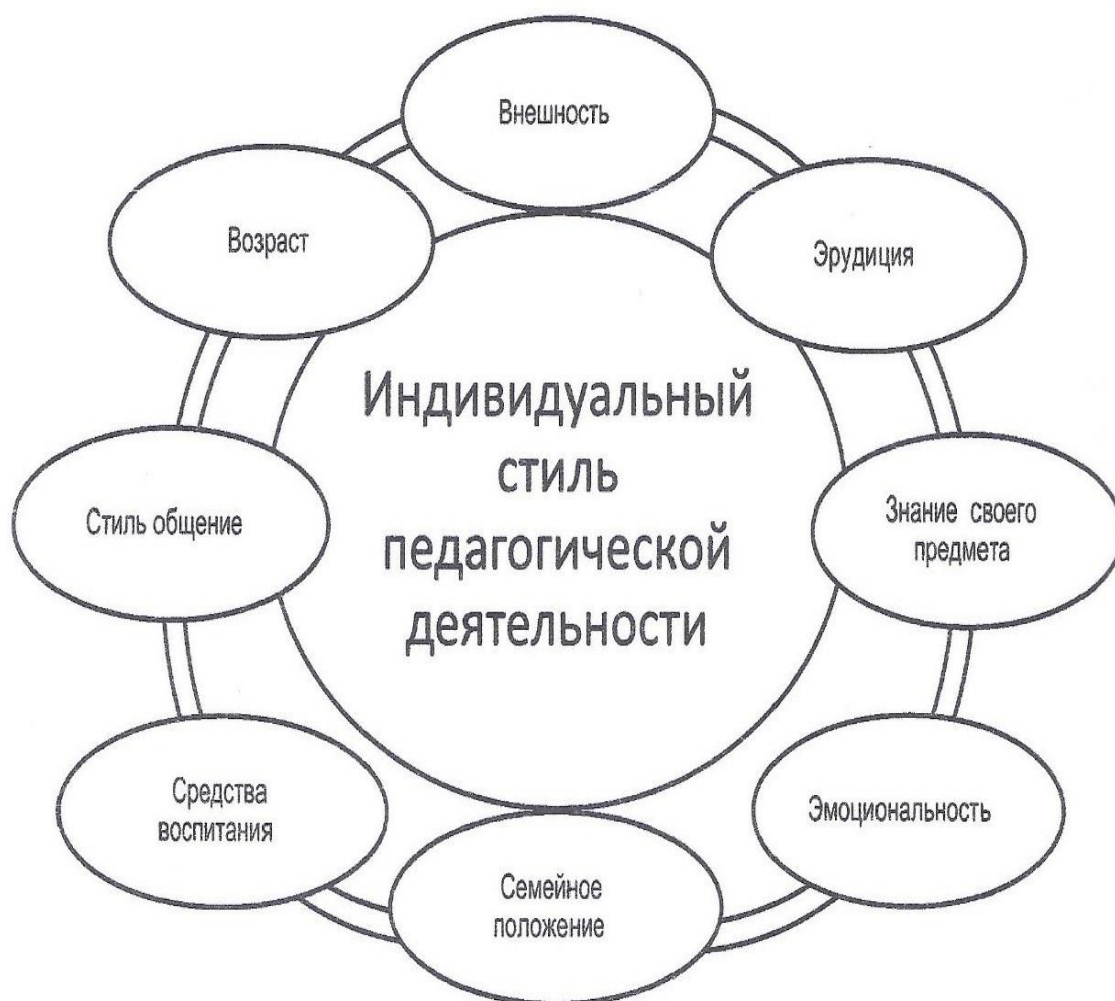 Внешность
Эрудиция
Знание своего
предмета
Эмоциональность
Семейное
положение
Средства
воспитания
Стиль общение
Возраст
Индивидуальный
стиль
педагогической
деятельности